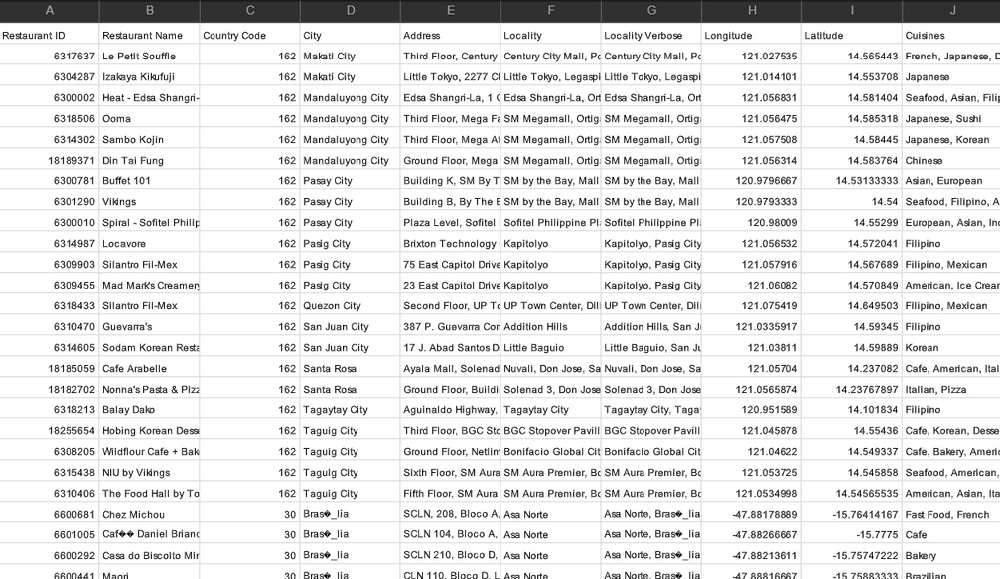 A B C D E F G H I J
Restaurant ID Restaurant Name Country Code City Address Locality Locality Verbose Longitude Latitude Cuisines
6317637 Le Petit Souffle 162 Makati City Third Floor, Century Century City Mall, Po Century City Mall, Po 121.027535 14.565443 French, Japanese, D
6304287 Izakaya Kikufuji 162 Makati City Little Tokyo, 2277 Cl Little Tokyo, Legaspi Little Tokyo, Legaspi 121.014101 14.553708 Japanese
6300002 Heat - Edsa Shangri- 162 Mandaluyong City Edsa Shangri-La, 1 G Edsa Shangri-La, Ort Edsa Shangri-La, Ort 121.056831 14.581404 Seafood, Asian, Filip
6318506 Ooma 162 Mandaluyong City Third Floor, Mega Fa SM Megamall, Ortig SM Megamall, Ortig 121.056475 14.585318 Japanese, Sushi
6314302 Sambo Kojin 162 Mandaluyong City Third Floor, Mega At SM Megamall, Ortig SM Megamall, Ortig 121.057508 14.58445 Japanese, Korean
18189371 Din Tai Fung 162 Mandaluyong City Ground Floor, Mega SM Megamall, Ortig SM Megamall, Ortig 121.056314 14.583764 Chinese
6300781 Buffet 101 162 Pasay City Building K, SM By T SM by the Bay, Mall SM by the Bay, Mall 120.9796667 14.53133333 Asian, European
6301290 Vikings 162 Pasay City Building B, By The B SM by the Bay, Mall SM by the Bay, Mall 120.9793333 14.54 Seafood, Filipino, A
6300010 Spiral - Sofitel Philip 162 Pasay City Plaza Level, Sofitel Sofitel Philippine Pl Sofitel Philippine Pl 120.98009 14.55299 European, Asian, In
6314987 Locavore 162 Pasig City Brixton Technology Kapitolyo Kapitolyo, Pasig City 121.056532 14.572041 Filipino
6309903 Silantro Fil-Mex 162 Pasig City 75 East Capitol Drive Kapitolyo Kapitolyo, Pasig City 121.057916 14.567689 Filipino, Mexican
6309455 Mad Mark's Creamery 162 Pasig City 23 East Capitol Drive Kapitolyo Kapitolyo, Pasig City 121.06082 14.570849 American, Ice Crear
6318433 Silantro Fil-Mex 162 Quezon City Second Floor, UP To UP Town Center, Dili UP Town Center, Dili 121.075419 14.649503 Filipino, Mexican
6310470 Guevarra's 162 San Juan City 387 P. Guevarra Cor Addition Hills Addition Hills, San J 121.0335917 14.59345 Filipino
6314605 Sodam Korean Resta 162 San Juan City 17 J. Abad Santos D Little Baguio Little Baguio, San Ju 121.03811 14.59889 Korean
18185059 Cafe Arabelle 162 Santa Rosa Ayala Mall, Solenad Nuvali, Don Jose, Sa Nuvali, Don Jose, Sa 121.05704 14.237082 Cafe, American, Ital
18182702 Nonna's Pasta & Pizz 162 Santa Rosa Ground Floor, Buildi Solenad 3, Don Jose Solenad 3, Don Jose 121.0565874 14.23767897 Italian, Pizza
6318213 Balay Dako 162 Tagaytay City Aguinaldo Highway, Tagaytay City Tagaytay City, Tagay 120.951589 14.101834 Filipino
18255654 Hobing Korean Desse 162 Taguig City Third Floor, BGC Sto BGC Stopover Pavill BGC Stopover Pavill 121.045878 14.55436 Cafe, Korean, Desse
6308205 Wildflour Cafe + Bak 162 Taguig City Ground Floor, Netlim Bonifacio Global Cit Bonifacio Global Cit 121.04622 14.549337 Cafe, Bakery, Ameri
6315438 NIU by Vikings 162 Taguig City Sixth Floor, SM Aura SM Aura Premier, Bo SM Aura Premier, Bo 121.053725 14.545858 Seafood, American,
6310406 The Food Hall by To 162 Taguig City Fifth Floor, SM Aura SM Aura Premier, Bo SM Aura Premier, Bo 121.0534998 14.54565535 American, Asian, Ita
6600681 Chez Michou 30 Bras�_lia SCLN, 208, Bloco A, Asa Norte Asa Norte, Bras�_lia -47.88178889 -15.76414167 Fast Food, French
6601005 Caf�� Daniel Brianc 30 Bras�_lia SCLN 104, Bloco A, Asa Norte Asa Norte, Bras�_lia -47.88266667 -15.7775 Cafe
6600292 Casa do Biscoito Mir 30 Bras�_lia SCLN 210, Bloco D, Asa Norte Asa Norte, Bras�_lia -47.88213611 -15.75747222 Bakery
6600441 Maori 30 Bras�_lia CLN 110, Bloco D, L Asa Norte Asa Norte, Bras�_lia -47.88816667 -15.75883333 Brazilian